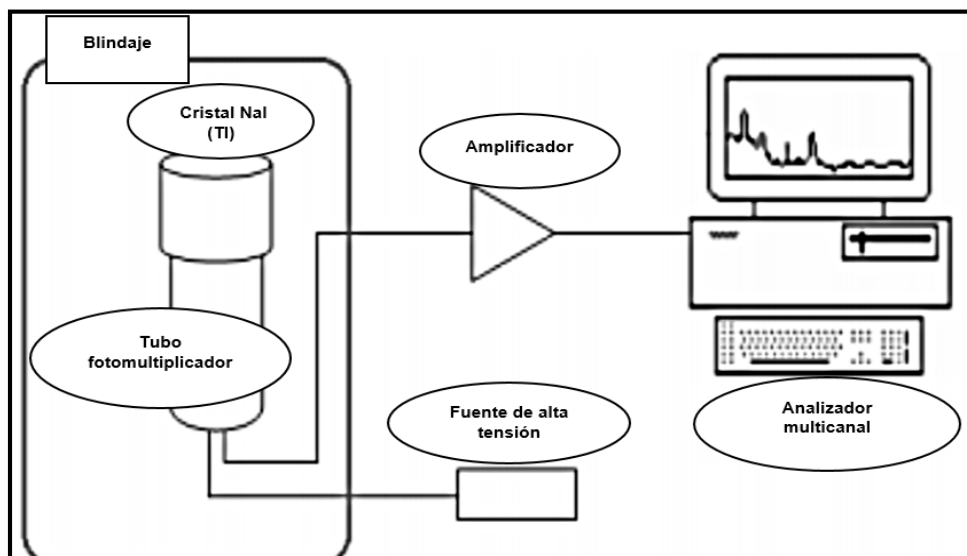 Blindaje
Cristal NaI
(Tl)
Amplificador
Tubo
fotomultiplicador
Fuente de alta
tensión
Analizador
multicanal